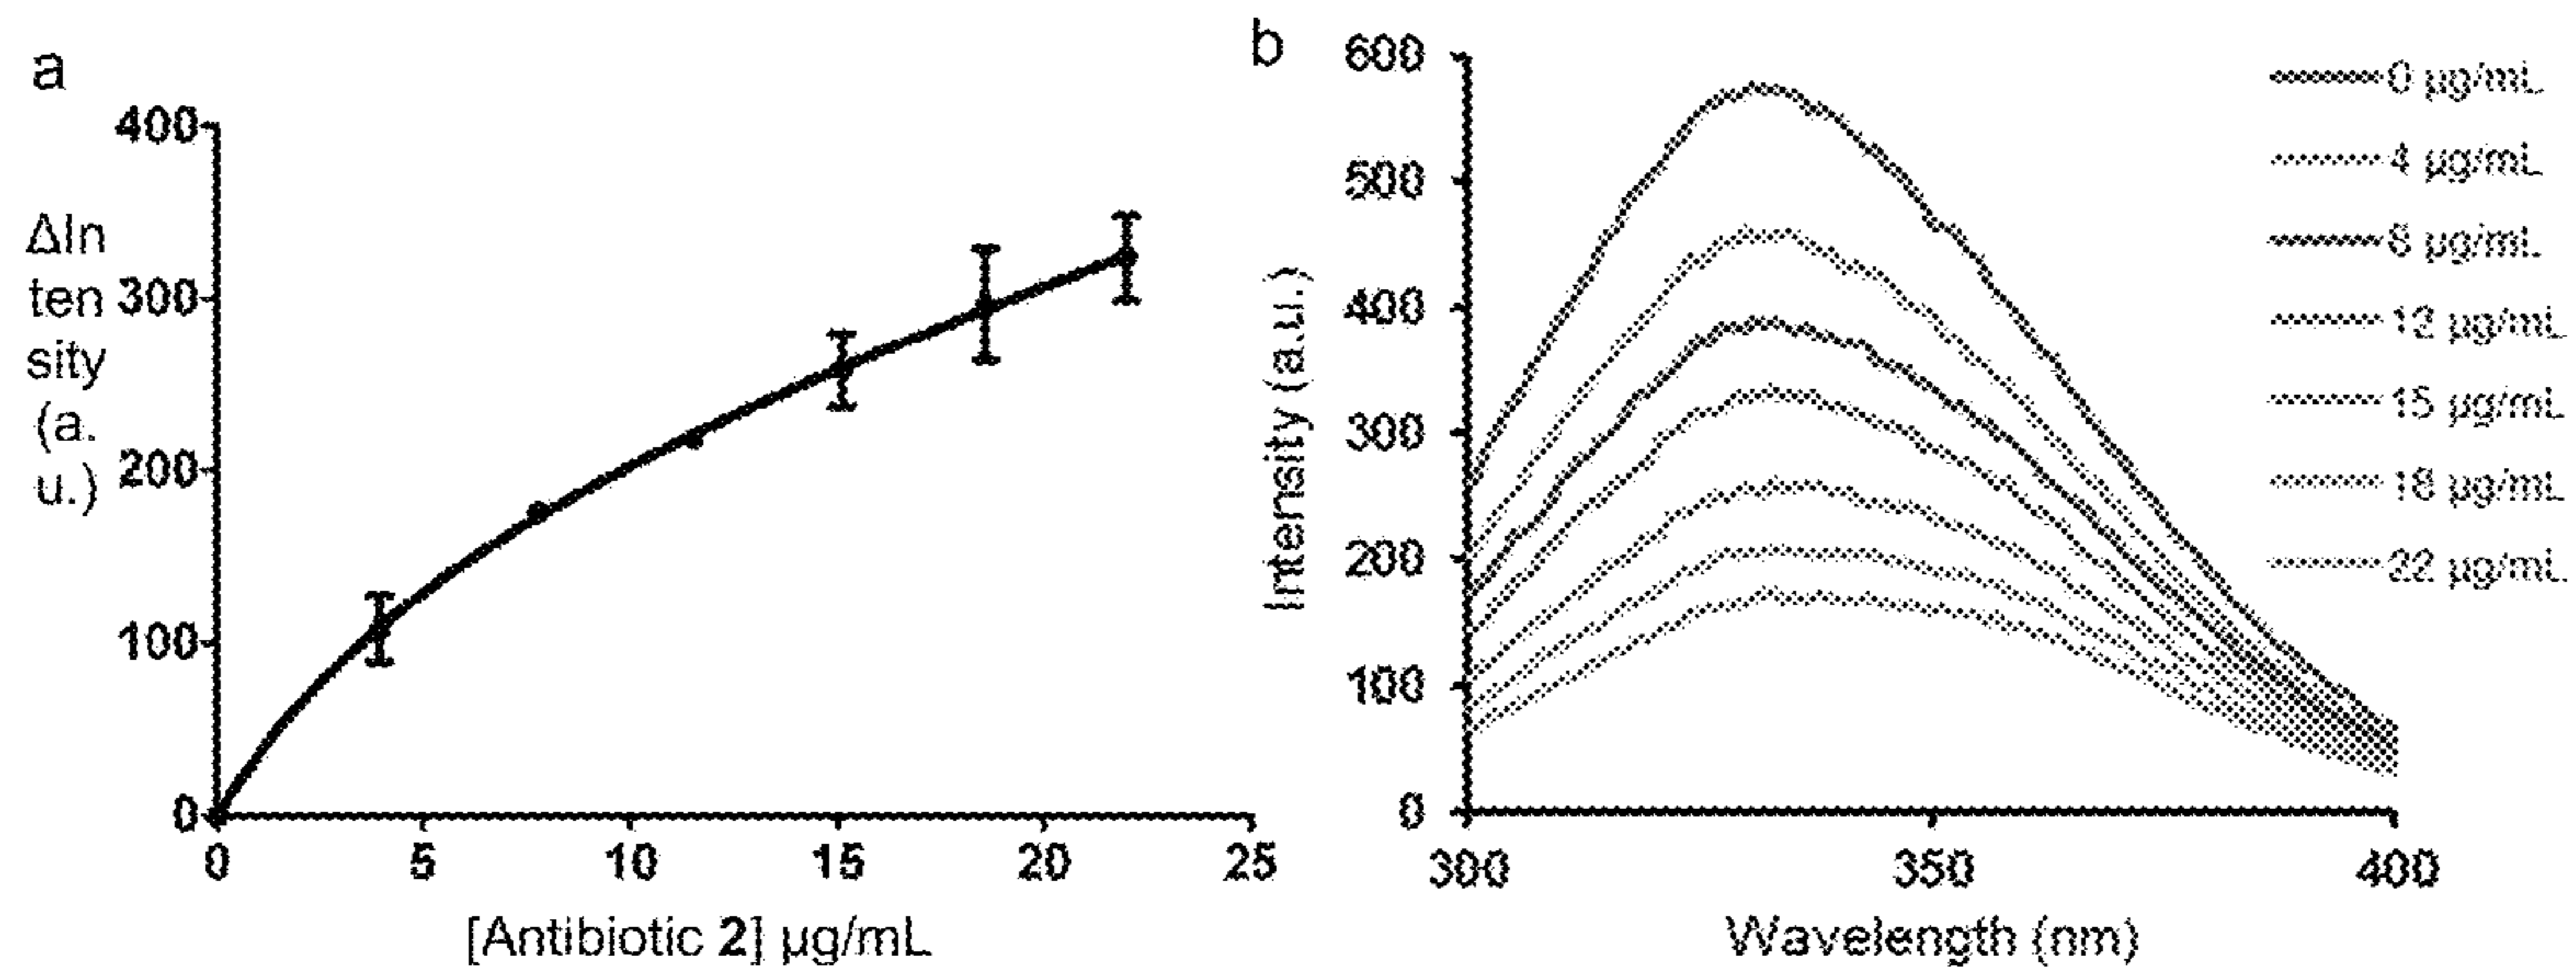 a
400
300
200
100
0
ΔIn
ten
sity
(a.
u.)
0 5 10 15 20 25
[Antibiotic 2] µg/mL
b
600
500
400
300
200
100
0
Intensity (a.u.)
300 350 400
Wavelength (nm)
0 µg/mL
4 µg/mL
µg/mL
12 µg/mL
15 µg/mL
18 µg/mL
22 µg/mL